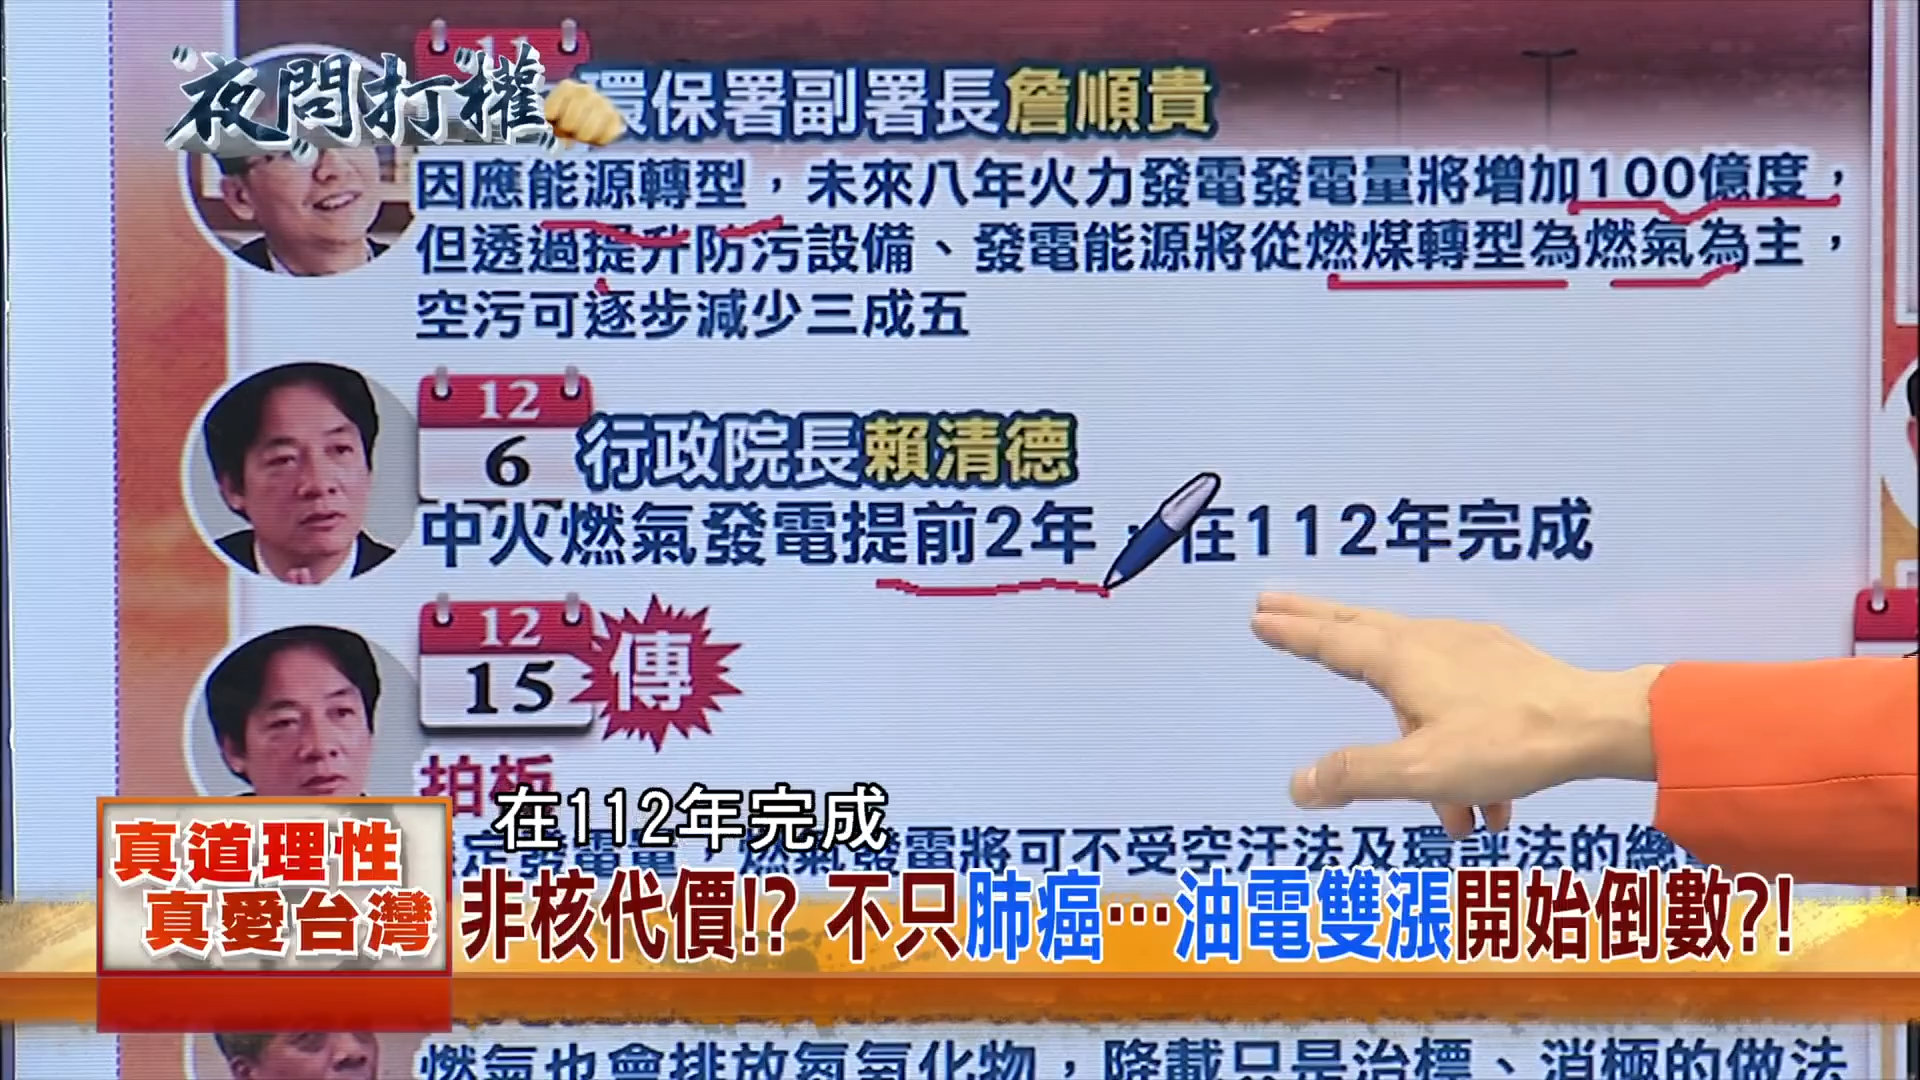 "夜"問打"權"
11
環保署副署長詹順貴
因應能源轉型，未來八年火力發電發電量將增加100億度，
但透過提升防污設備、發電能源將從燃煤轉型為燃氣為主，
空污可逐步減少三成五
12
6
行政院長賴清德
中火燃氣發電提前2年，在112年完成
12
15
傳
拍板
在112年完成
定發電量，燃氣發電將可不受空汙法及環評法的總
真道理性
真愛台灣
非核代價!? 不只肺癌…油電雙漲開始倒數?!
燃氣也會排放氮氧化物，降載只是治標、消極的做法